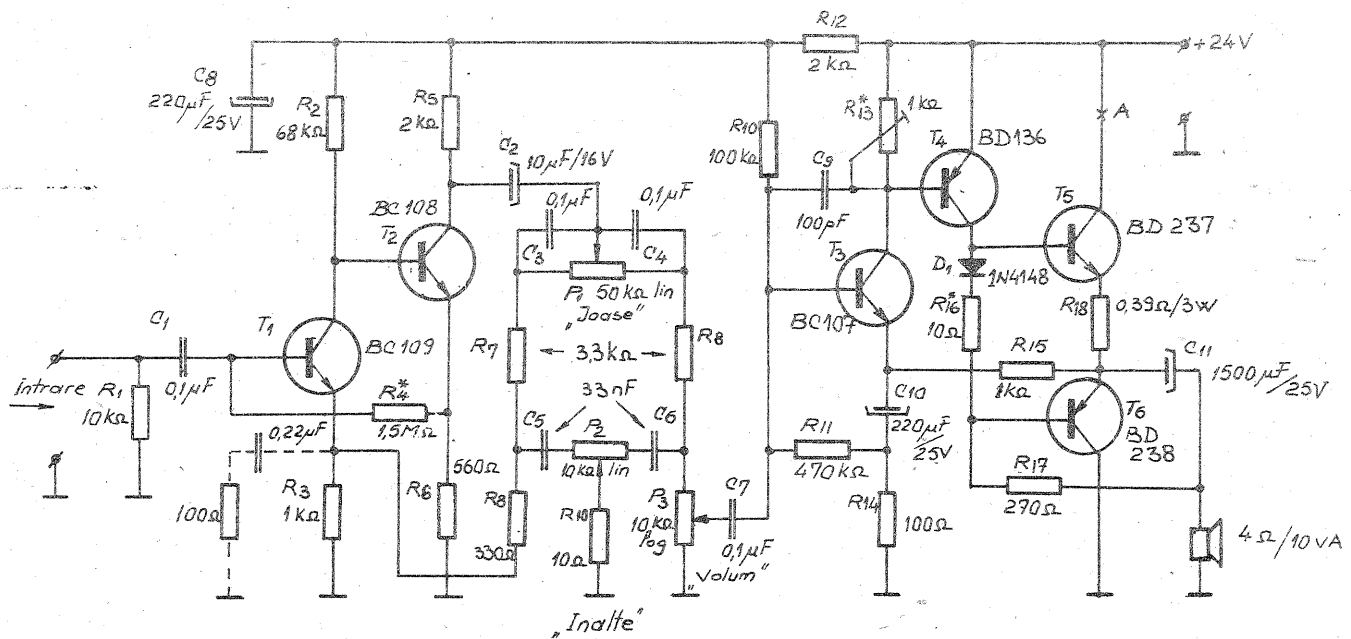 R12
2 kΩ
+24V
C8
220µF
/25V
R2
68kΩ
R5
2kΩ
C2
10µF/16V
R10
100kΩ
R13*
1kΩ
T4
BD136
A
C9
100pF
0,1µF
0,1µF
BC108
T2
C3
C4
P1 50kΩ lin
„Joase"
T5
BD 237
T3
BC107
D1
1N4148
R16*
10Ω
R18
0,39Ω/3W
C1
0,1µF
T1
BC109
R7
3,3kΩ
R8
33nF
R15
1kΩ
C11
1500µF/
25V
intrare
R1
10kΩ
R4*
1,5MΩ
C5
P2
C6
10kΩ lin
C10
220µF
/25V
T6
BD
238
0,22µF
R11
470kΩ
R17
270Ω
100Ω
R3
1kΩ
560Ω
R6
R8
330Ω
R10
10Ω
P3
10kΩ
log
C7
0,1µF
„Volum"
R14
100Ω
4Ω/10VA
„Inalte"